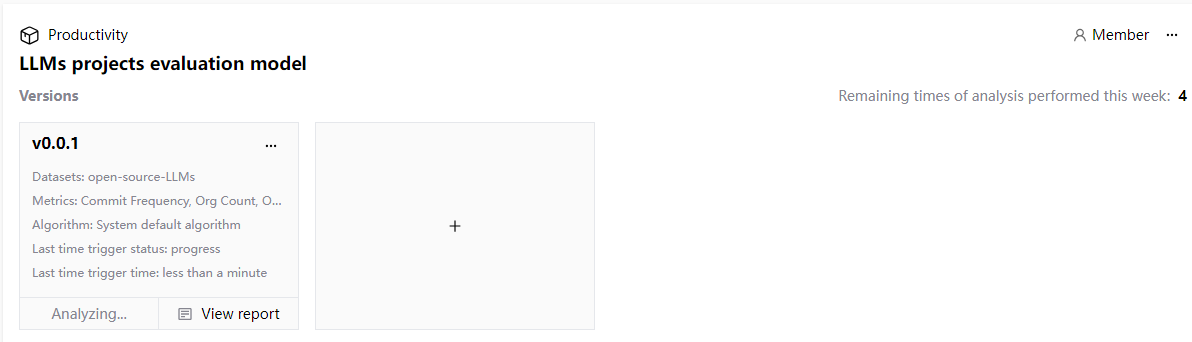 Productivity
Member ...
LLMs projects evaluation model
Versions
Remaining times of analysis performed this week: 4
v0.0.1 ...
Datasets: open-source-LLMs
Metrics: Commit Frequency, Org Count, O...
Algorithm: System default algorithm
Last time trigger status: progress
Last time trigger time: less than a minute
Analyzing...
View report
+